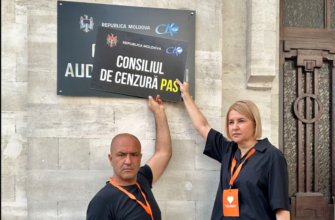 REPUBLICA MOLDOVA
REPUBLICA MOLDOVA
CONSILIUL
DE CENZURĂ PAS
AUD